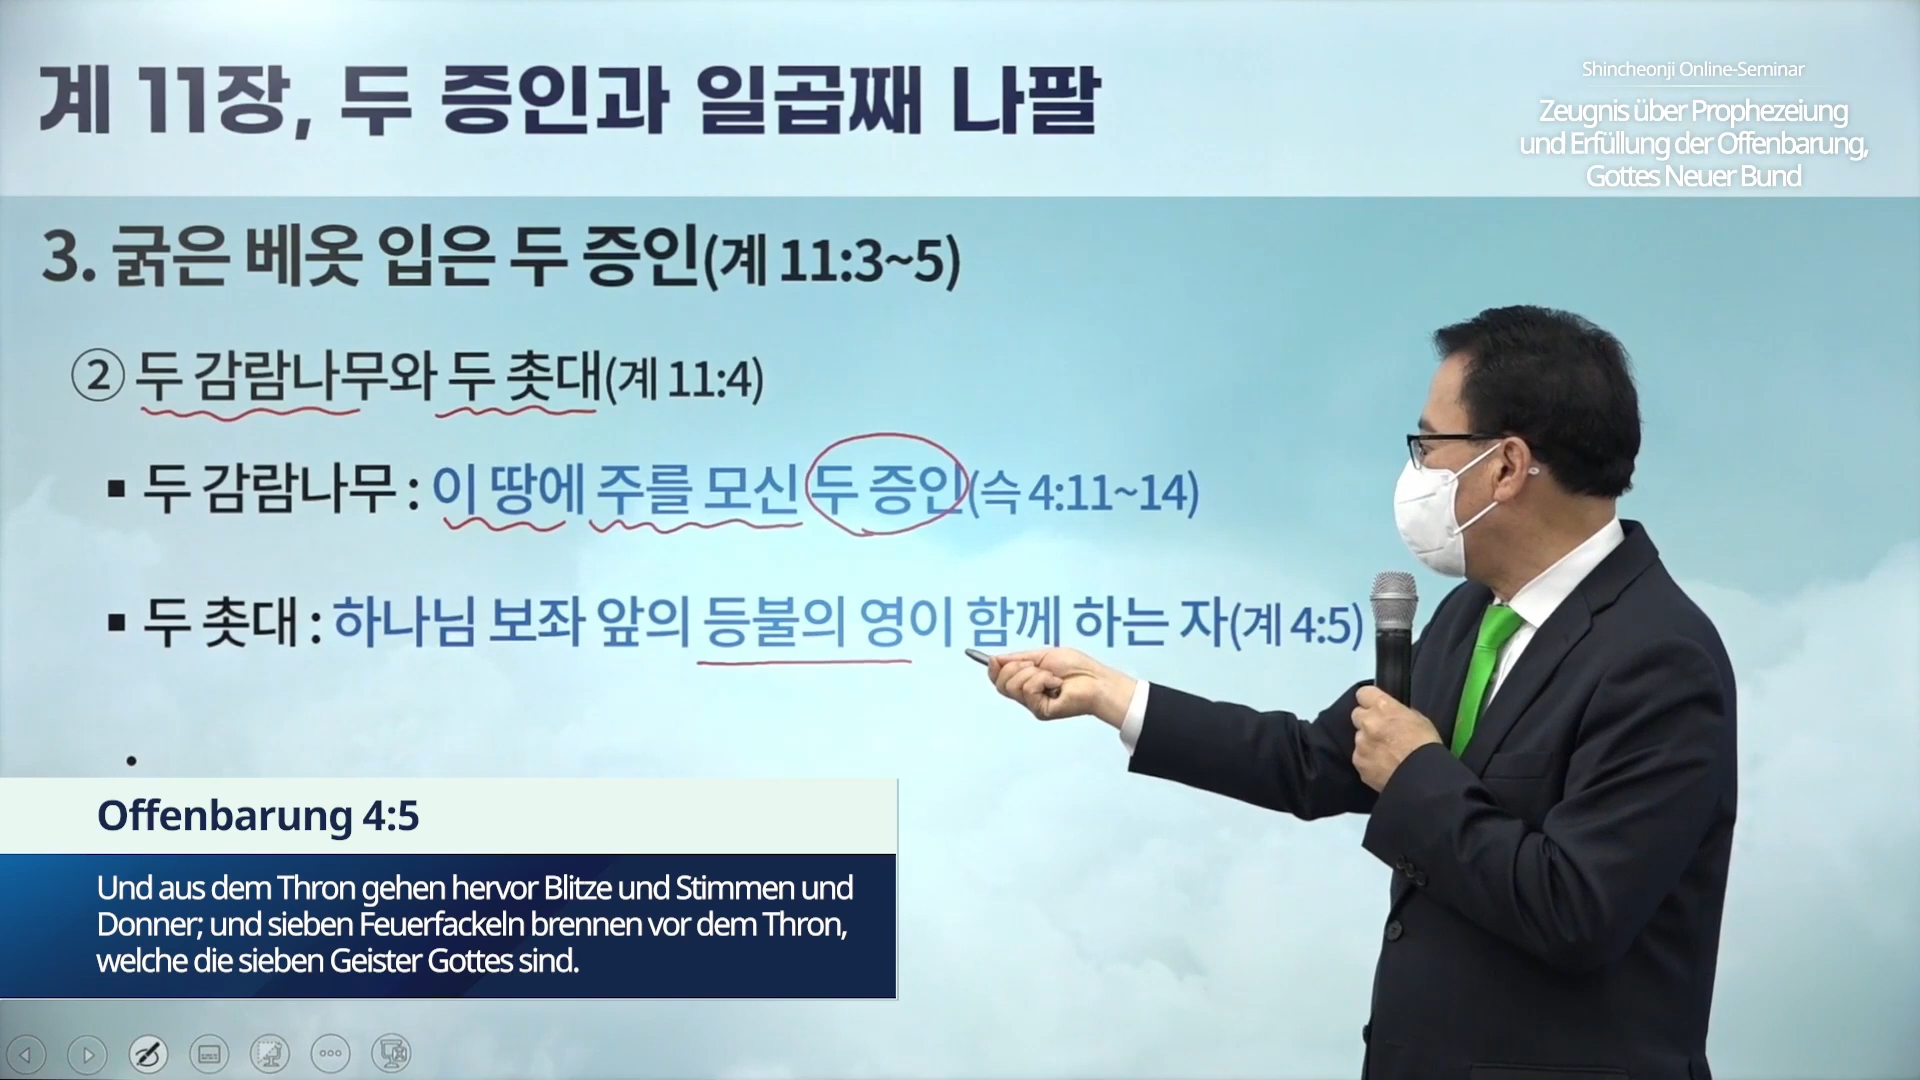 계 11장, 두 증인과 일곱째 나팔
Shincheonji Online-Seminar
Zeugnis über Prophezeiung
und Erfüllung der Offenbarung,
Gottes Neuer Bund
3. 굵은 베옷 입은 두 증인(계 11:3~5)
② 두 감람나무와 두 촛대(계 11:4)
▪ 두 감람나무 : 이 땅에 주를 모신 두 증인(슥 4:11~14)
▪ 두 촛대 : 하나님 보좌 앞의 등불의 영이 함께 하는 자(계 4:5)
Offenbarung 4:5
Und aus dem Thron gehen hervor Blitze und Stimmen und
Donner; und sieben Feuerfackeln brennen vor dem Thron,
welche die sieben Geister Gottes sind.